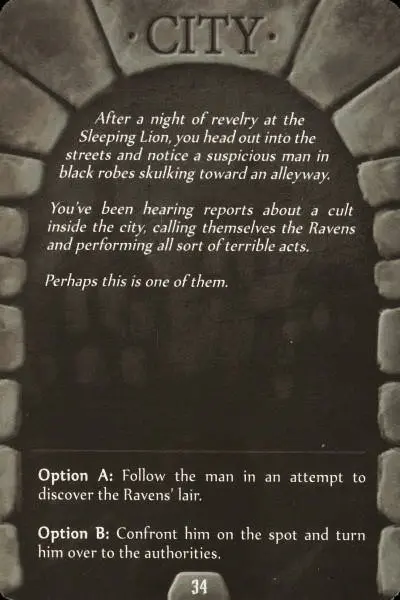 ·CITY·
After a night of revelry at the
Sleeping Lion, you head out into the
streets and notice a suspicious man in
black robes skulking toward an alleyway.
You've been hearing reports about a cult
inside the city, calling themselves the Ravens
and performing all sort of terrible acts.
Perhaps this is one of them.
Option A: Follow the man in an attempt to
discover the Ravens' lair.
Option B: Confront him on the spot and turn
him over to the authorities.
34